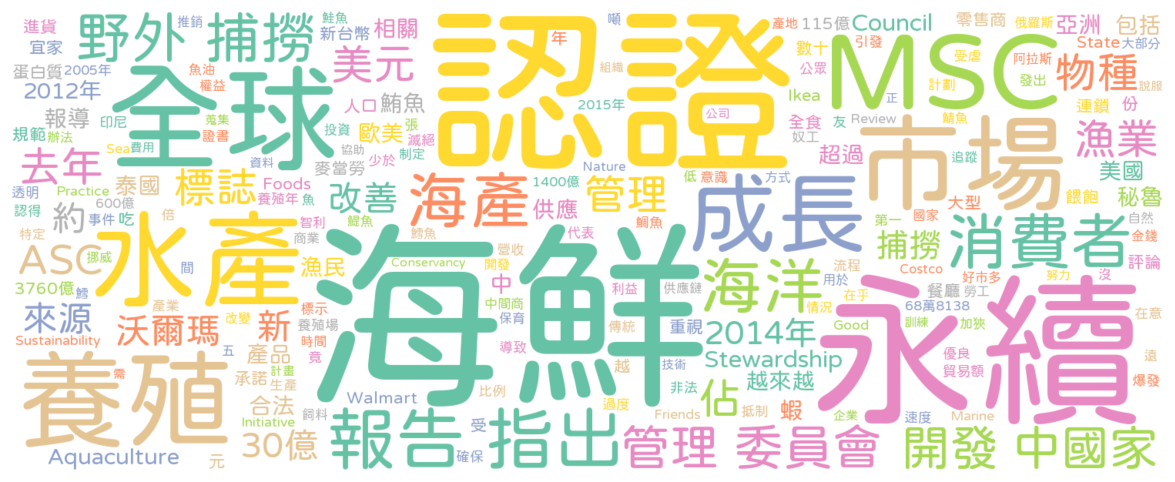 進貨
推銷
鮭魚
宜家
野外 捕撈
新台幣
相關
年
產地
115億
Council
零售商
俄羅斯
亞洲
包括
蛋白質
2005年
魚油
美元
組織
認證
引發
數十
MSC
State
大部分
2012年
權益
全球
人口
鮪魚
2015年
公眾
受虐
阿拉斯
物種
說服
報導
蒐集
Ikea
計劃
發出
連鎖
份
印尼
證書
投資
張
滅絕
公司
正
鯖魚
規範
辦法
Sea
費用
協助
歐美
制定
全食
友
Review
漁業
去年
資料
麥當勞
少於
Nature
奴工
超過
追蹤
市場
美國
透明
Practice
泰國
標誌
Foods
改善
海產
1400億
低
意識
方式
管理
成長
餵飽
秘魯
認得
600億
養殖年
魚
供應
大型
事件
吃
約
水產
智利
鯉魚
代表
鯛魚
第一
國家
自然
特定
倍
商業
鱈魚
海鮮
營收
捕撈
消費者
金錢
ASC
挪威
間
漁民
Conservancy
開發
海洋
流程
Costco
好市多
努力
沒
評論
3760億
鱈
中
利益
供應鏈
用於
餐廳
勞工
永續
來源
產業
標示
中間商
保育
情況
在乎
68萬8138
在意
改變
沃爾瑪
新
養殖場
傳統
重視
2014年
Good
訓練
加狹
Sustainability
時間
導致
Stewardship
優良
遠
五
產品
竟
越
技術
越來越
貿易額
爆發
養殖
需
承諾
計畫
生產
比例
非法
佔
合法
飼料
Walmart
過度
蝦
企業
速度
Marine
Initiative
受
Friends
抵制
30億
報告 指出
管理 委員會
開發 中國家
Aquaculture
元
確保